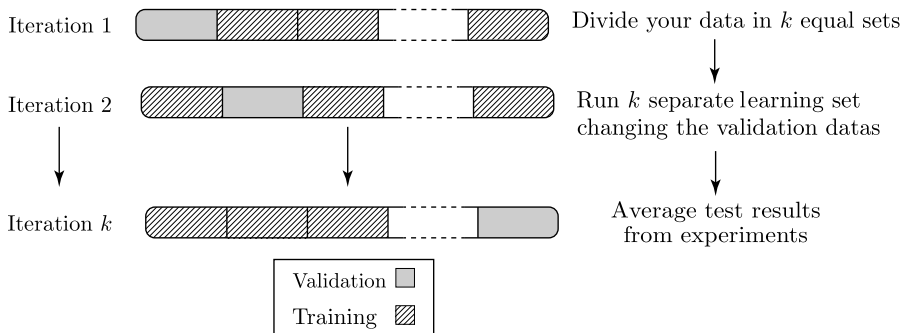 Iteration 1
Divide your data in k equal sets
Iteration 2
Run k separate learning set
changing the validation datas
Iteration k
Average test results
from experiments
Validation
Training